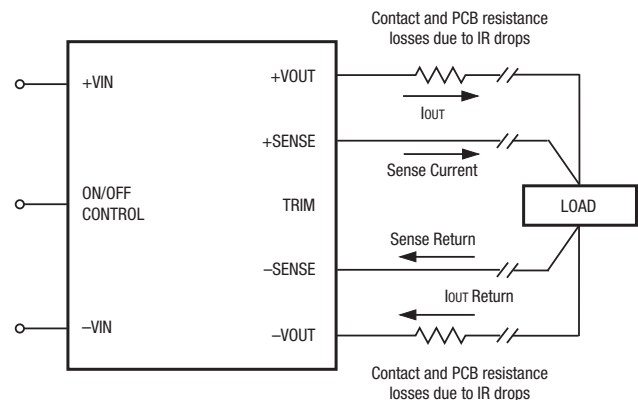 Contact and PCB resistance
losses due to IR drops
+VIN
+VOUT
IOUT
+SENSE
Sense Current
ON/OFF
CONTROL
TRIM
LOAD
Sense Return
–SENSE
IOUT Return
–VIN
–VOUT
Contact and PCB resistance
losses due to IR drops